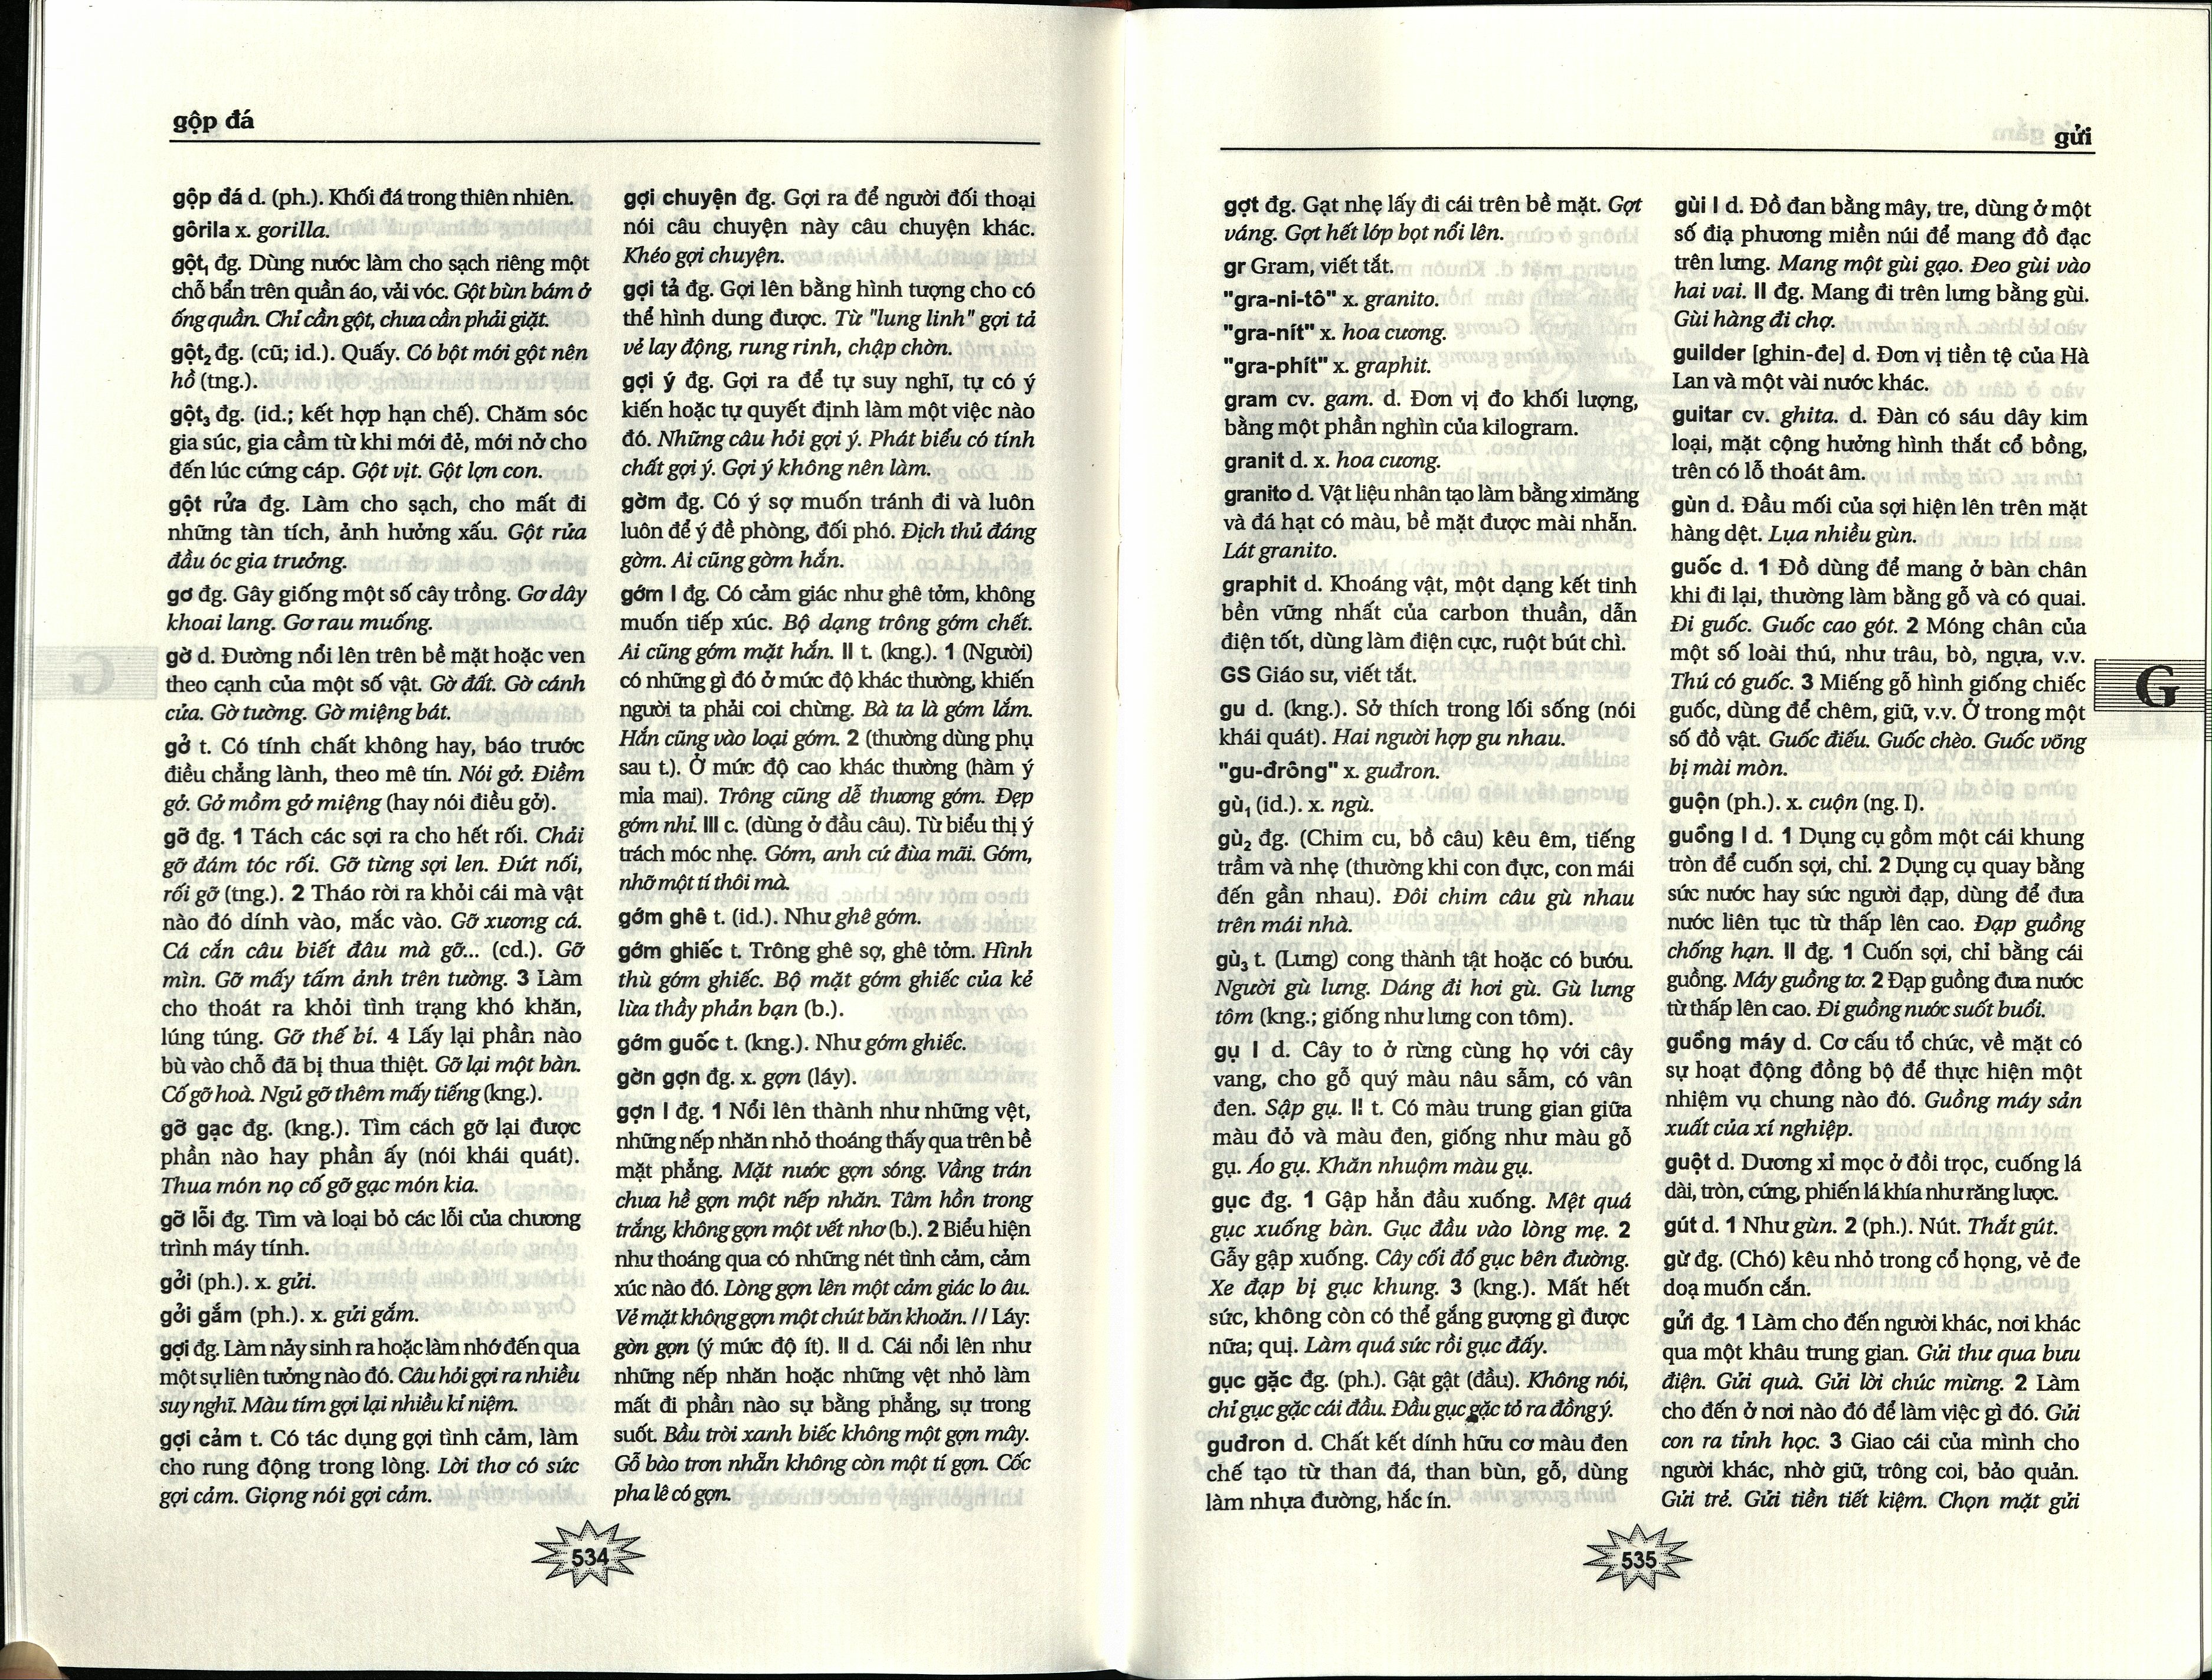 gộp đá
gộp đá d. (ph.). Khối đá trong thiên nhiên.
gôrila x. gorilla.
gột₁ đg. Dùng nước làm cho sạch riêng một
chỗ bẩn trên quần áo, vải vóc. Gột bùn bám ở
ống quần. Chỉ cần gột, chưa cần phải giặt.
gột₂ đg. (cũ; id.). Quấy. Có bột mới gột nên
hồ (tng.).
gột₃ đg. (id.; kết hợp hạn chế). Chăm sóc
gia súc, gia cầm từ khi mới đẻ, mới nở cho
đến lúc cứng cáp. Gột vịt. Gột lợn con.
gột rửa đg. Làm cho sạch, cho mất đi
những tàn tích, ảnh hưởng xấu. Gột rửa
đầu óc gia trưởng.
gơ đg. Gây giống một số cây trồng. Gơ dây
khoai lang. Gơ rau muống.
gờ d. Đường nổi lên trên bề mặt hoặc ven
theo cạnh của một số vật. Gờ đất. Gờ cánh
cửa. Gờ tường. Gờ miệng bát.
gở t. Có tính chất không hay, báo trước
điều chẳng lành, theo mê tín. Nói gở. Điềm
gở. Gở mồm gở miệng (hay nói điều gở).
gỡ đg. 1 Tách các sợi ra cho hết rối. Chải
gỡ đám tóc rối. Gỡ từng sợi len. Đứt nối,
rối gỡ (tng.). 2 Tháo rời ra khỏi cái mà vật
nào đó dính vào, mắc vào. Gỡ xương cá.
Cá cắn câu biết đâu mà gỡ... (cd.). Gỡ
mìn. Gỡ mấy tấm ảnh trên tường. 3 Làm
cho thoát ra khỏi tình trạng khó khăn,
lúng túng. Gỡ thế bí. 4 Lấy lại phần nào
bù vào chỗ đã bị thua thiệt. Gỡ lại một bàn.
Cố gỡ hoà. Ngủ gỡ thêm mấy tiếng (kng.).
gỡ gạc đg. (kng.). Tìm cách gỡ lại được
phần nào hay phần ấy (nói khái quát).
Thua món nọ cố gỡ gạc món kia.
gỡ lỗi đg. Tìm và loại bỏ các lỗi của chương
trình máy tính.
gởi (ph.). x. gửi.
gởi gắm (ph.). x. gửi gắm.
gợi đg. Làm nảy sinh ra hoặc làm nhớ đến qua
một sự liên tưởng nào đó. Câu hỏi gợi ra nhiều
suy nghĩ. Màu tím gợi lại nhiều kỉ niệm.
gợi cảm t. Có tác dụng gợi tình cảm, làm
cho rung động trong lòng. Lời thơ có sức
gợi cảm. Giọng nói gợi cảm.
gợi chuyện đg. Gợi ra để người đối thoại
nói câu chuyện này câu chuyện khác.
Khéo gợi chuyện.
gợi tả đg. Gợi lên bằng hình tượng cho có
thể hình dung được. Từ "lung linh" gợi tả
vẻ lay động, rung rinh, chập chờn.
gợi ý đg. Gợi ra để tự suy nghĩ, tự có ý
kiến hoặc tự quyết định làm một việc nào
đó. Những câu hỏi gợi ý. Phát biểu có tính
chất gợi ý. Gợi ý không nên làm.
gờm đg. Có ý sợ muốn tránh đi và luôn
luôn để ý đề phòng, đối phó. Địch thủ đáng
gờm. Ai cũng gờm hắn.
gớm I đg. Có cảm giác như ghê tởm, không
muốn tiếp xúc. Bộ dạng trông gớm chết.
Ai cũng gớm mặt hắn. II t. (kng.). 1 (Người)
có những gì đó ở mức độ khác thường, khiến
người ta phải coi chừng. Bà ta là gớm lắm.
Hắn cũng vào loại gớm. 2 (thường dùng phụ
sau t.). Ở mức độ cao khác thường (hàm ý
mỉa mai). Trông cũng dễ thương gớm. Đẹp
gớm nhỉ. III c. (dùng ở đầu câu). Từ biểu thị ý
trách móc nhẹ. Gớm, anh cứ đùa mãi. Gớm,
nhỡ một tí thôi mà.
gớm ghê t. (id.). Như ghê gớm.
gớm ghiếc t. Trông ghê sợ, ghê tởm. Hình
thù gớm ghiếc. Bộ mặt gớm ghiếc của kẻ
lừa thầy phản bạn (b.).
gớm guốc t. (kng.). Như gớm ghiếc.
gờn gợn đg. x. gợn (láy).
gợn I đg. 1 Nổi lên thành như những vệt,
những nếp nhăn nhỏ thoáng thấy qua trên bề
mặt phẳng. Mặt nước gợn sóng. Vầng trán
chưa hề gợn một nếp nhăn. Tâm hồn trong
trắng, không gợn một vết nhơ (b.). 2 Biểu hiện
như thoáng qua có những nét tình cảm, cảm
xúc nào đó. Lòng gợn lên một cảm giác lo âu.
Vẻ mặt không gợn một chút băn khoăn. // Láy:
gờn gợn (ý mức độ ít). II d. Cái nổi lên như
những nếp nhăn hoặc những vệt nhỏ làm
mất đi phần nào sự bằng phẳng, sự trong
suốt. Bầu trời xanh biếc không một gợn mây.
Gỗ bào trơn nhẵn không còn một tí gợn. Cốc
pha lê có gợn.
534
gửi
gợt đg. Gạt nhẹ lấy đi cái trên bề mặt. Gợt
váng. Gợt hết lớp bọt nổi lên.
gr Gram, viết tắt.
"gra-ni-tô" x. granito.
"gra-nít" x. hoa cương.
"gra-phít" x. graphit.
gram cv. gam. d. Đơn vị đo khối lượng,
bằng một phần nghìn của kilogram.
granit d. x. hoa cương.
granito d. Vật liệu nhân tạo làm bằng ximăng
và đá hạt có màu, bề mặt được mài nhẵn.
Lát granito.
graphit d. Khoáng vật, một dạng kết tinh
bền vững nhất của carbon thuần, dẫn
điện tốt, dùng làm điện cực, ruột bút chì.
GS Giáo sư, viết tắt.
gu d. (kng.). Sở thích trong lối sống (nói
khái quát). Hai người hợp gu nhau.
"gu-đrông" x. guđron.
gù₁ (id.). x. ngù.
gù₂ đg. (Chim cu, bồ câu) kêu êm, tiếng
trầm và nhẹ (thường khi con đực, con mái
đến gần nhau). Đôi chim câu gù nhau
trên mái nhà.
gù₃ t. (Lưng) cong thành tật hoặc có bướu.
Người gù lưng. Dáng đi hơi gù. Gù lưng
tôm (kng.; giống như lưng con tôm).
gụ I d. Cây to ở rừng cùng họ với cây
vang, cho gỗ quý màu nâu sẫm, có vân
đen. Sập gụ. II t. Có màu trung gian giữa
màu đỏ và màu đen, giống như màu gỗ
gụ. Áo gụ. Khăn nhuộm màu gụ.
gục đg. 1 Gập hẳn đầu xuống. Mệt quá
gục xuống bàn. Gục đầu vào lòng mẹ. 2
Gẫy gập xuống. Cây cối đổ gục bên đường.
Xe đạp bị gục khung. 3 (kng.). Mất hết
sức, không còn có thể gắng gượng gì được
nữa; quị. Làm quá sức rồi gục đấy.
gục gặc đg. (ph.). Gật gật (đầu). Không nói,
chỉ gục gặc cái đầu. Đầu gục gặc tỏ ra đồng ý.
guđron d. Chất kết dính hữu cơ màu đen
chế tạo từ than đá, than bùn, gỗ, dùng
làm nhựa đường, hắc ín.
gùi I d. Đồ đan bằng mây, tre, dùng ở một
số địa phương miền núi để mang đồ đạc
trên lưng. Mang một gùi gạo. Đeo gùi vào
hai vai. II đg. Mang đi trên lưng bằng gùi.
Gùi hàng đi chợ.
guilder [ghin-đe] d. Đơn vị tiền tệ của Hà
Lan và một vài nước khác.
guitar cv. ghita. d. Đàn có sáu dây kim
loại, mặt cộng hưởng hình thắt cổ bồng,
trên có lỗ thoát âm.
gùn d. Đầu mối của sợi hiện lên trên mặt
hàng dệt. Lụa nhiều gùn.
guốc d. 1 Đồ dùng để mang ở bàn chân
khi đi lại, thường làm bằng gỗ và có quai.
Đi guốc. Guốc cao gót. 2 Móng chân của
một số loài thú, như trâu, bò, ngựa, v.v.
Thú có guốc. 3 Miếng gỗ hình giống chiếc
guốc, dùng để chêm, giữ, v.v. Ở trong một
số đồ vật. Guốc điếu. Guốc chèo. Guốc võng
bị mài mòn.
guộn (ph.). x. cuộn (ng. I).
guồng I d. 1 Dụng cụ gồm một cái khung
tròn để cuốn sợi, chỉ. 2 Dụng cụ quay bằng
sức nước hay sức người đạp, dùng để đưa
nước liên tục từ thấp lên cao. Đạp guồng
chống hạn. II đg. 1 Cuốn sợi, chỉ bằng cái
guồng. Máy guồng tơ. 2 Đạp guồng đưa nước
từ thấp lên cao. Đi guồng nước suốt buổi.
guồng máy d. Cơ cấu tổ chức, về mặt có
sự hoạt động đồng bộ để thực hiện một
nhiệm vụ chung nào đó. Guồng máy sản
xuất của xí nghiệp.
guột d. Dương xỉ mọc ở đồi trọc, cuống lá
dài, tròn, cứng, phiến lá khía như răng lược.
gút d. 1 Như gùn. 2 (ph.). Nút. Thắt gút.
gừ đg. (Chó) kêu nhỏ trong cổ họng, vẻ đe
doạ muốn cắn.
gửi đg. 1 Làm cho đến người khác, nơi khác
qua một khâu trung gian. Gửi thư qua bưu
điện. Gửi quà. Gửi lời chúc mừng. 2 Làm
cho đến ở nơi nào đó để làm việc gì đó. Gửi
con ra tỉnh học. 3 Giao cái của mình cho
người khác, nhờ giữ, trông coi, bảo quản.
Gửi trẻ. Gửi tiền tiết kiệm. Chọn mặt gửi
G
535